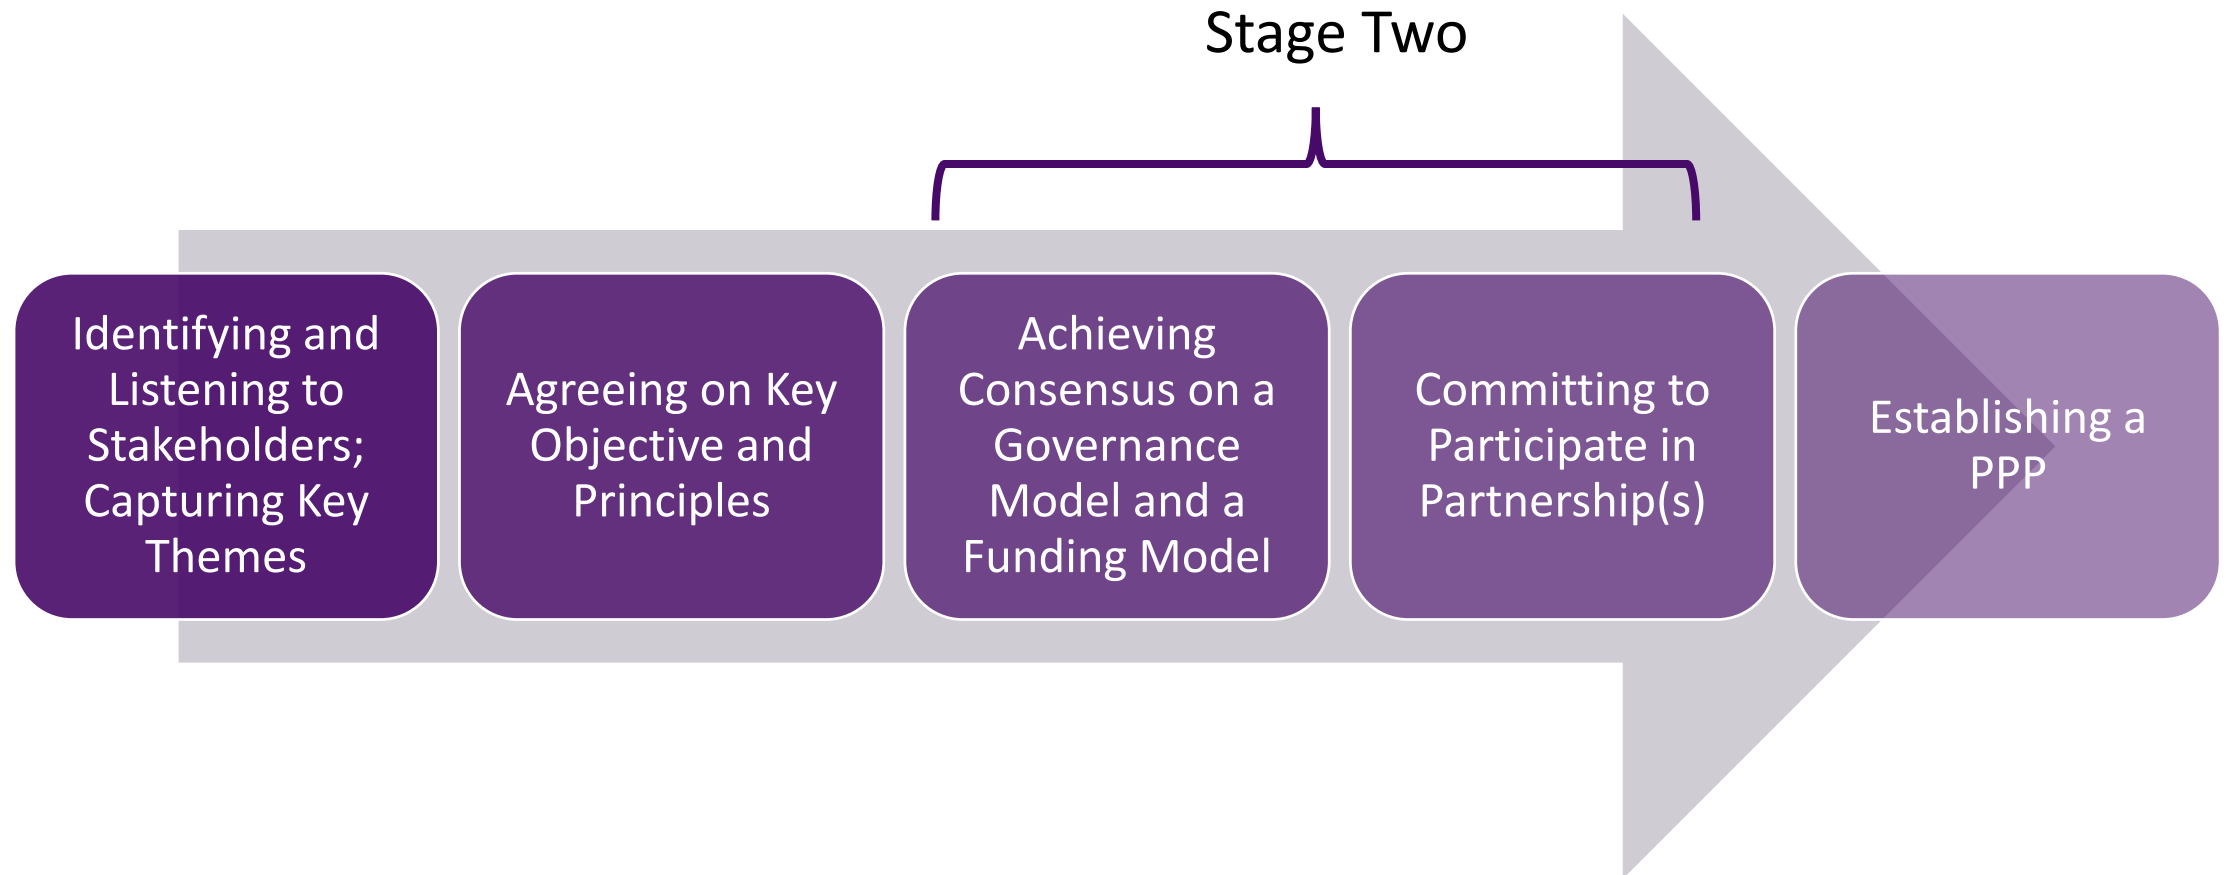 Stage Two
Identifying and
Listening to
Stakeholders;
Capturing Key
Themes
Agreeing on Key
Objective and
Principles
Achieving
Consensus on a
Governance
Model and a
Funding Model
Committing to
Participate in
Partnership(s)
Establishing a
PPP